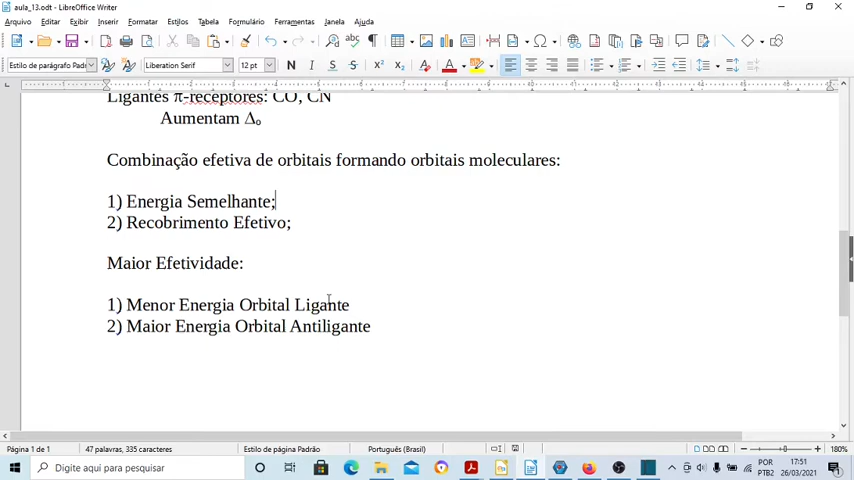 aula_13.odt - LibreOffice Writer
Arquivo Editar Exibir Inserir Formatar Estilos Tabela Formulário Ferramentas Janela Ajuda
Liberation Serif 12 pt
Ligantes π-receptores: CO, CN
Aumentam Δₒ
Combinação efetiva de orbitais formando orbitais moleculares:
1) Energia Semelhante;
2) Recobrimento Efetivo;
Maior Efetividade:
1) Menor Energia Orbital Ligante
2) Maior Energia Orbital Antiligante
Página 1 de 1 47 palavras, 335 caracteres Estilo de página Padrão Português (Brasil) 180%
Digite aqui para pesquisar
POR 17:51
PTB2 26/03/2021